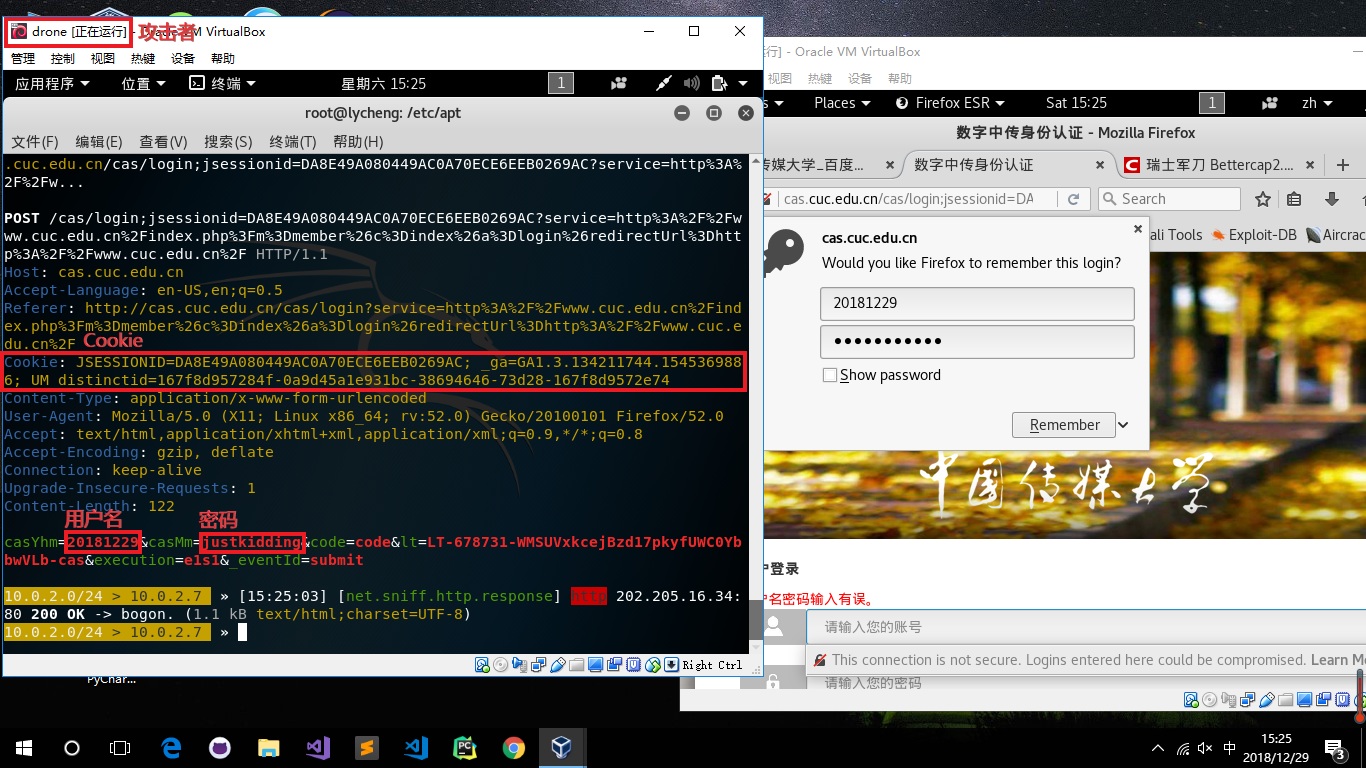 drone [正在运行] - Oracle VM VirtualBox
攻击者
管理 控制 视图 热键 设备 帮助
应用程序 位置 终端 星期六 15:25 1
root@lycheng: /etc/apt
文件(F) 编辑(E) 查看(V) 搜索(S) 终端(T) 帮助(H)
.cuc.edu.cn/cas/login;jsessionid=DA8E49A080449AC0A70ECE6EEB0269AC?service=http%3A%
2F%2Fw...
POST /cas/login;jsessionid=DA8E49A080449AC0A70ECE6EEB0269AC?service=http%3A%2F%2Fw
ww.cuc.edu.cn%2Findex.php%3Fm%3Dmember%26c%3Dindex%26a%3Dlogin%26redirectUrl%3Dhtt
p%3A%2F%2Fwww.cuc.edu.cn%2F HTTP/1.1
Host: cas.cuc.edu.cn
Accept-Language: en-US,en;q=0.5
Referer: http://cas.cuc.edu.cn/cas/login?service=http%3A%2F%2Fwww.cuc.edu.cn%2Find
ex.php%3Fm%3Dmember%26c%3Dindex%26a%3Dlogin%26redirectUrl%3Dhttp%3A%2F%2Fwww.cuc.e
du.cn%2F
Cookie
Cookie: JSESSIONID=DA8E49A080449AC0A70ECE6EEB0269AC; _ga=GA1.3.134211744.154536988
6; UM_distinctid=167f8d957284f-0a9d45a1e931bc-38694646-73d28-167f8d9572e74
Content-Type: application/x-www-form-urlencoded
User-Agent: Mozilla/5.0 (X11; Linux x86_64; rv:52.0) Gecko/20100101 Firefox/52.0
Accept: text/html,application/xhtml+xml,application/xml;q=0.9,*/*;q=0.8
Accept-Encoding: gzip, deflate
Connection: keep-alive
Upgrade-Insecure-Requests: 1
Content-Length: 122
用户名 密码
casYhm=20181229&casMm=justkidding&code=code&lt=LT-678731-WMSUVxkcejBzd17pkyfUWC0Yb
bwVLb-cas&execution=e1s1&_eventId=submit
10.0.2.0/24 > 10.0.2.7 » [15:25:03] [net.sniff.http.response] http 202.205.16.34:
80 200 OK -> bogon. (1.1 kB text/html;charset=UTF-8)
10.0.2.0/24 > 10.0.2.7 »
Right Ctrl
PyChar...
行] - Oracle VM VirtualBox
视图 热键 设备 帮助
Places Firefox ESR Sat 15:25 1 zh
数字中传身份认证 - Mozilla Firefox
传媒大学_百度... 数字中传身份认证 瑞士军刀 Bettercap2....
cas.cuc.edu.cn/cas/login;jsessionid=DA Search
ali Tools Exploit-DB Aircrac
cas.cuc.edu.cn
Would you like Firefox to remember this login?
20181229
Show password
Remember
中国传媒大学
户登录
户名密码输入有误。
请输入您的账号
This connection is not secure. Logins entered here could be compromised. Learn Mo
请输入您的密码
中
15:25
2018/12/29
3